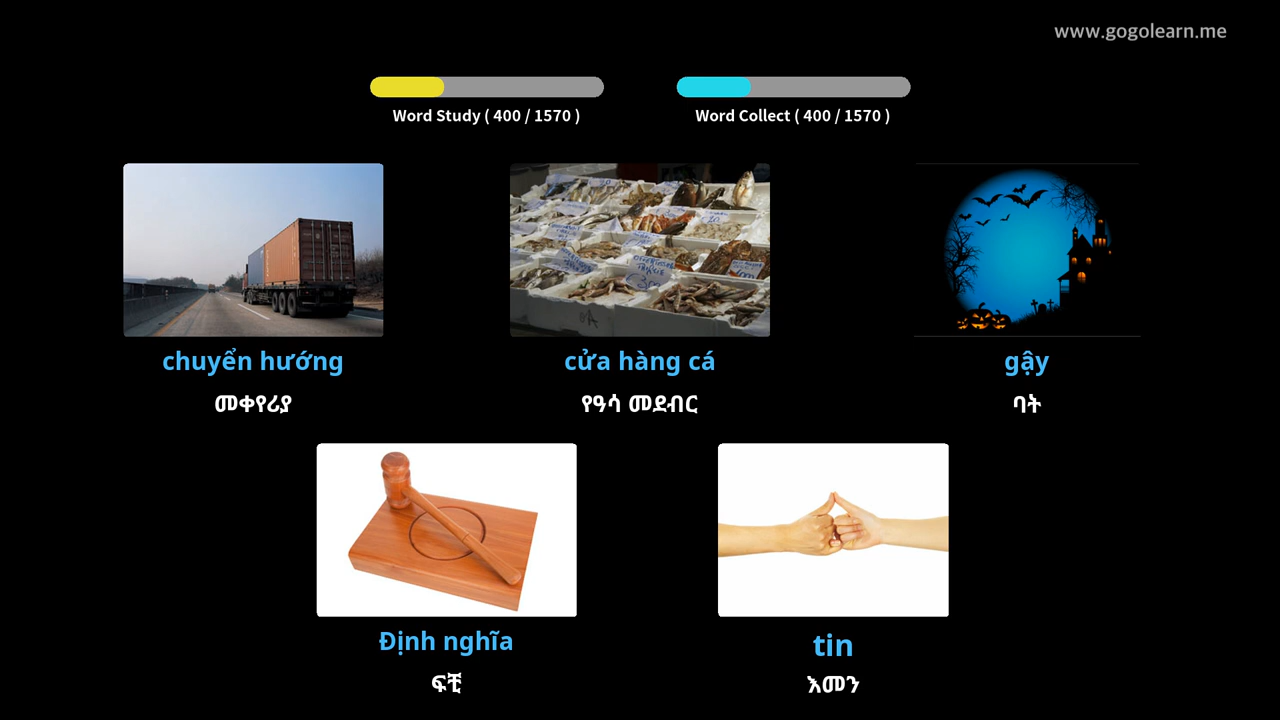 www.gogolearn.me
Word Study ( 400 / 1570 )
Word Collect ( 400 / 1570 )
chuyển hướng
መቀየሪያ
cửa hàng cá
የዓሳ መደብር
gậy
ባት
Định nghĩa
ፍቺ
tin
እመን